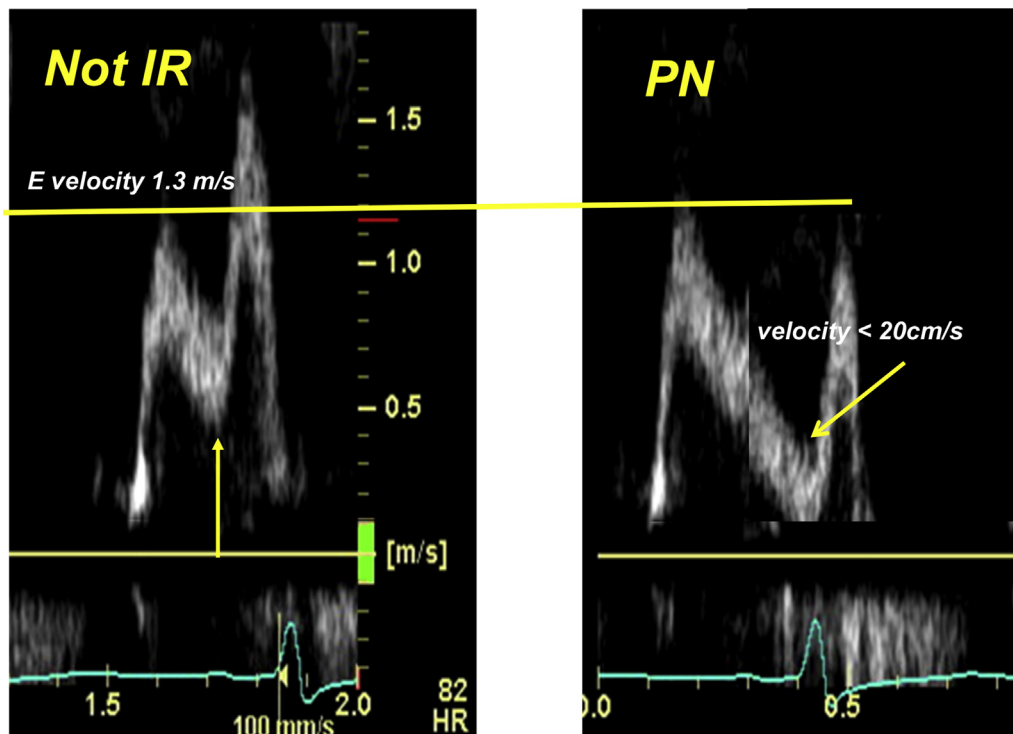 Not IR
E velocity 1.3 m/s
1.5
1.0
0.5
[m/s]
1.5
2.0
82
HR
100 mm/s
PN
velocity < 20cm/s
0.0
0.5